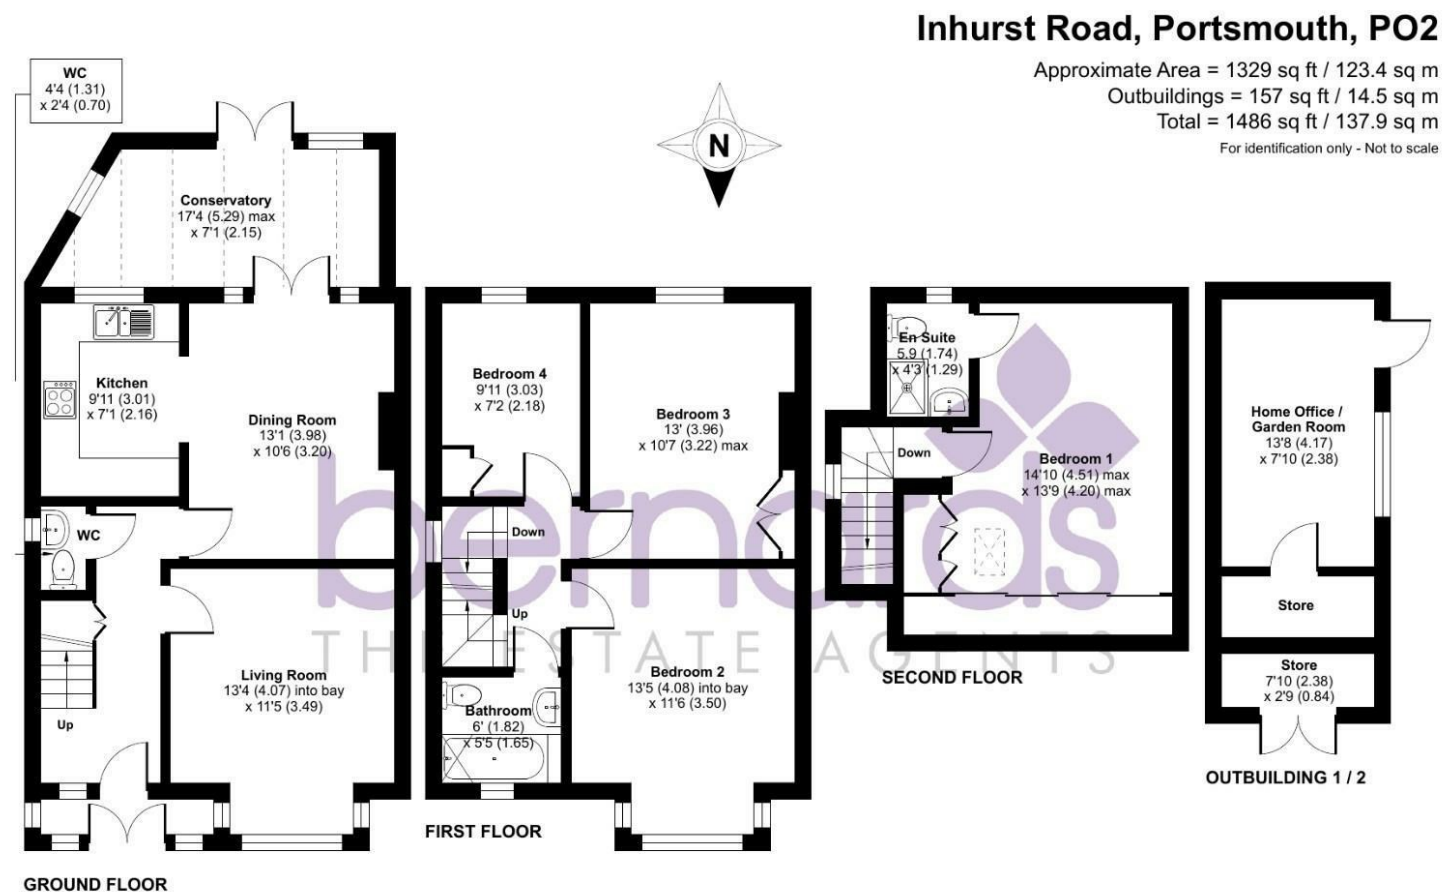 Inhurst Road, Portsmouth, PO2
Approximate Area = 1329 sq ft / 123.4 sq m
Outbuildings = 157 sq ft / 14.5 sq m
Total = 1486 sq ft / 137.9 sq m
For identification only - Not to scale
N
WC
4'4 (1.31)
x 2'4 (0.70)
Conservatory
17'4 (5.29) max
x 7'1 (2.15)
Kitchen
9'11 (3.01)
x 7'1 (2.16)
Dining Room
13'1 (3.98)
x 10'6 (3.20)
WC
Living Room
13'4 (4.07) into bay
x 11'5 (3.49)
Up
GROUND FLOOR
Bedroom 4
9'11 (3.03)
x 7'2 (2.18)
Bedroom 3
13' (3.96)
x 10'7 (3.22) max
Down
Up
Bedroom 2
13'5 (4.08) into bay
x 11'6 (3.50)
Bathroom
6' (1.82)
x 5'5 (1.65)
FIRST FLOOR
En Suite
5.9 (1.74)
x 4'3 (1.29)
Down
Bedroom 1
14'10 (4.51) max
x 13'9 (4.20) max
SECOND FLOOR
Home Office /
Garden Room
13'8 (4.17)
x 7'10 (2.38)
Store
Store
7'10 (2.38)
x 2'9 (0.84)
OUTBUILDING 1 / 2
bernards
THE ESTATE AGENTS